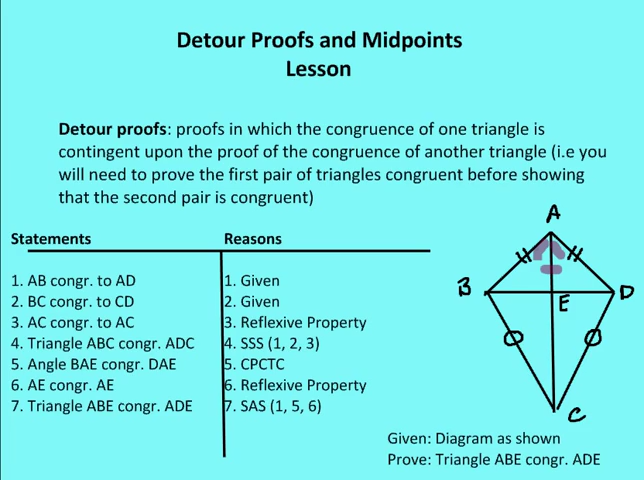 Detour Proofs and Midpoints
Lesson
Detour proofs: proofs in which the congruence of one triangle is
contingent upon the proof of the congruence of another triangle (i.e you
will need to prove the first pair of triangles congruent before showing
that the second pair is congruent)
Statements
1. AB congr. to AD
2. BC congr. to CD
3. AC congr. to AC
4. Triangle ABC congr. ADC
5. Angle BAE congr. DAE
6. AE congr. AE
7. Triangle ABE congr. ADE
Reasons
1. Given
2. Given
3. Reflexive Property
4. SSS (1, 2, 3)
5. CPCTC
6. Reflexive Property
7. SAS (1, 5, 6)
A
B
D
E
C
Given: Diagram as shown
Prove: Triangle ABE congr. ADE